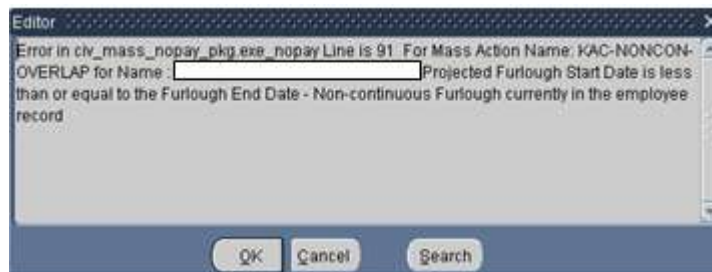 Editor
Error in civ_mass_nopay_pkg.exe_nopay Line is 91 For Mass Action Name: KAC-NONCON-
OVERLAP for Name : Projected Furlough Start Date is less
than or equal to the Furlough End Date - Non-continuous Furlough currently in the employee
record
OK Cancel Search